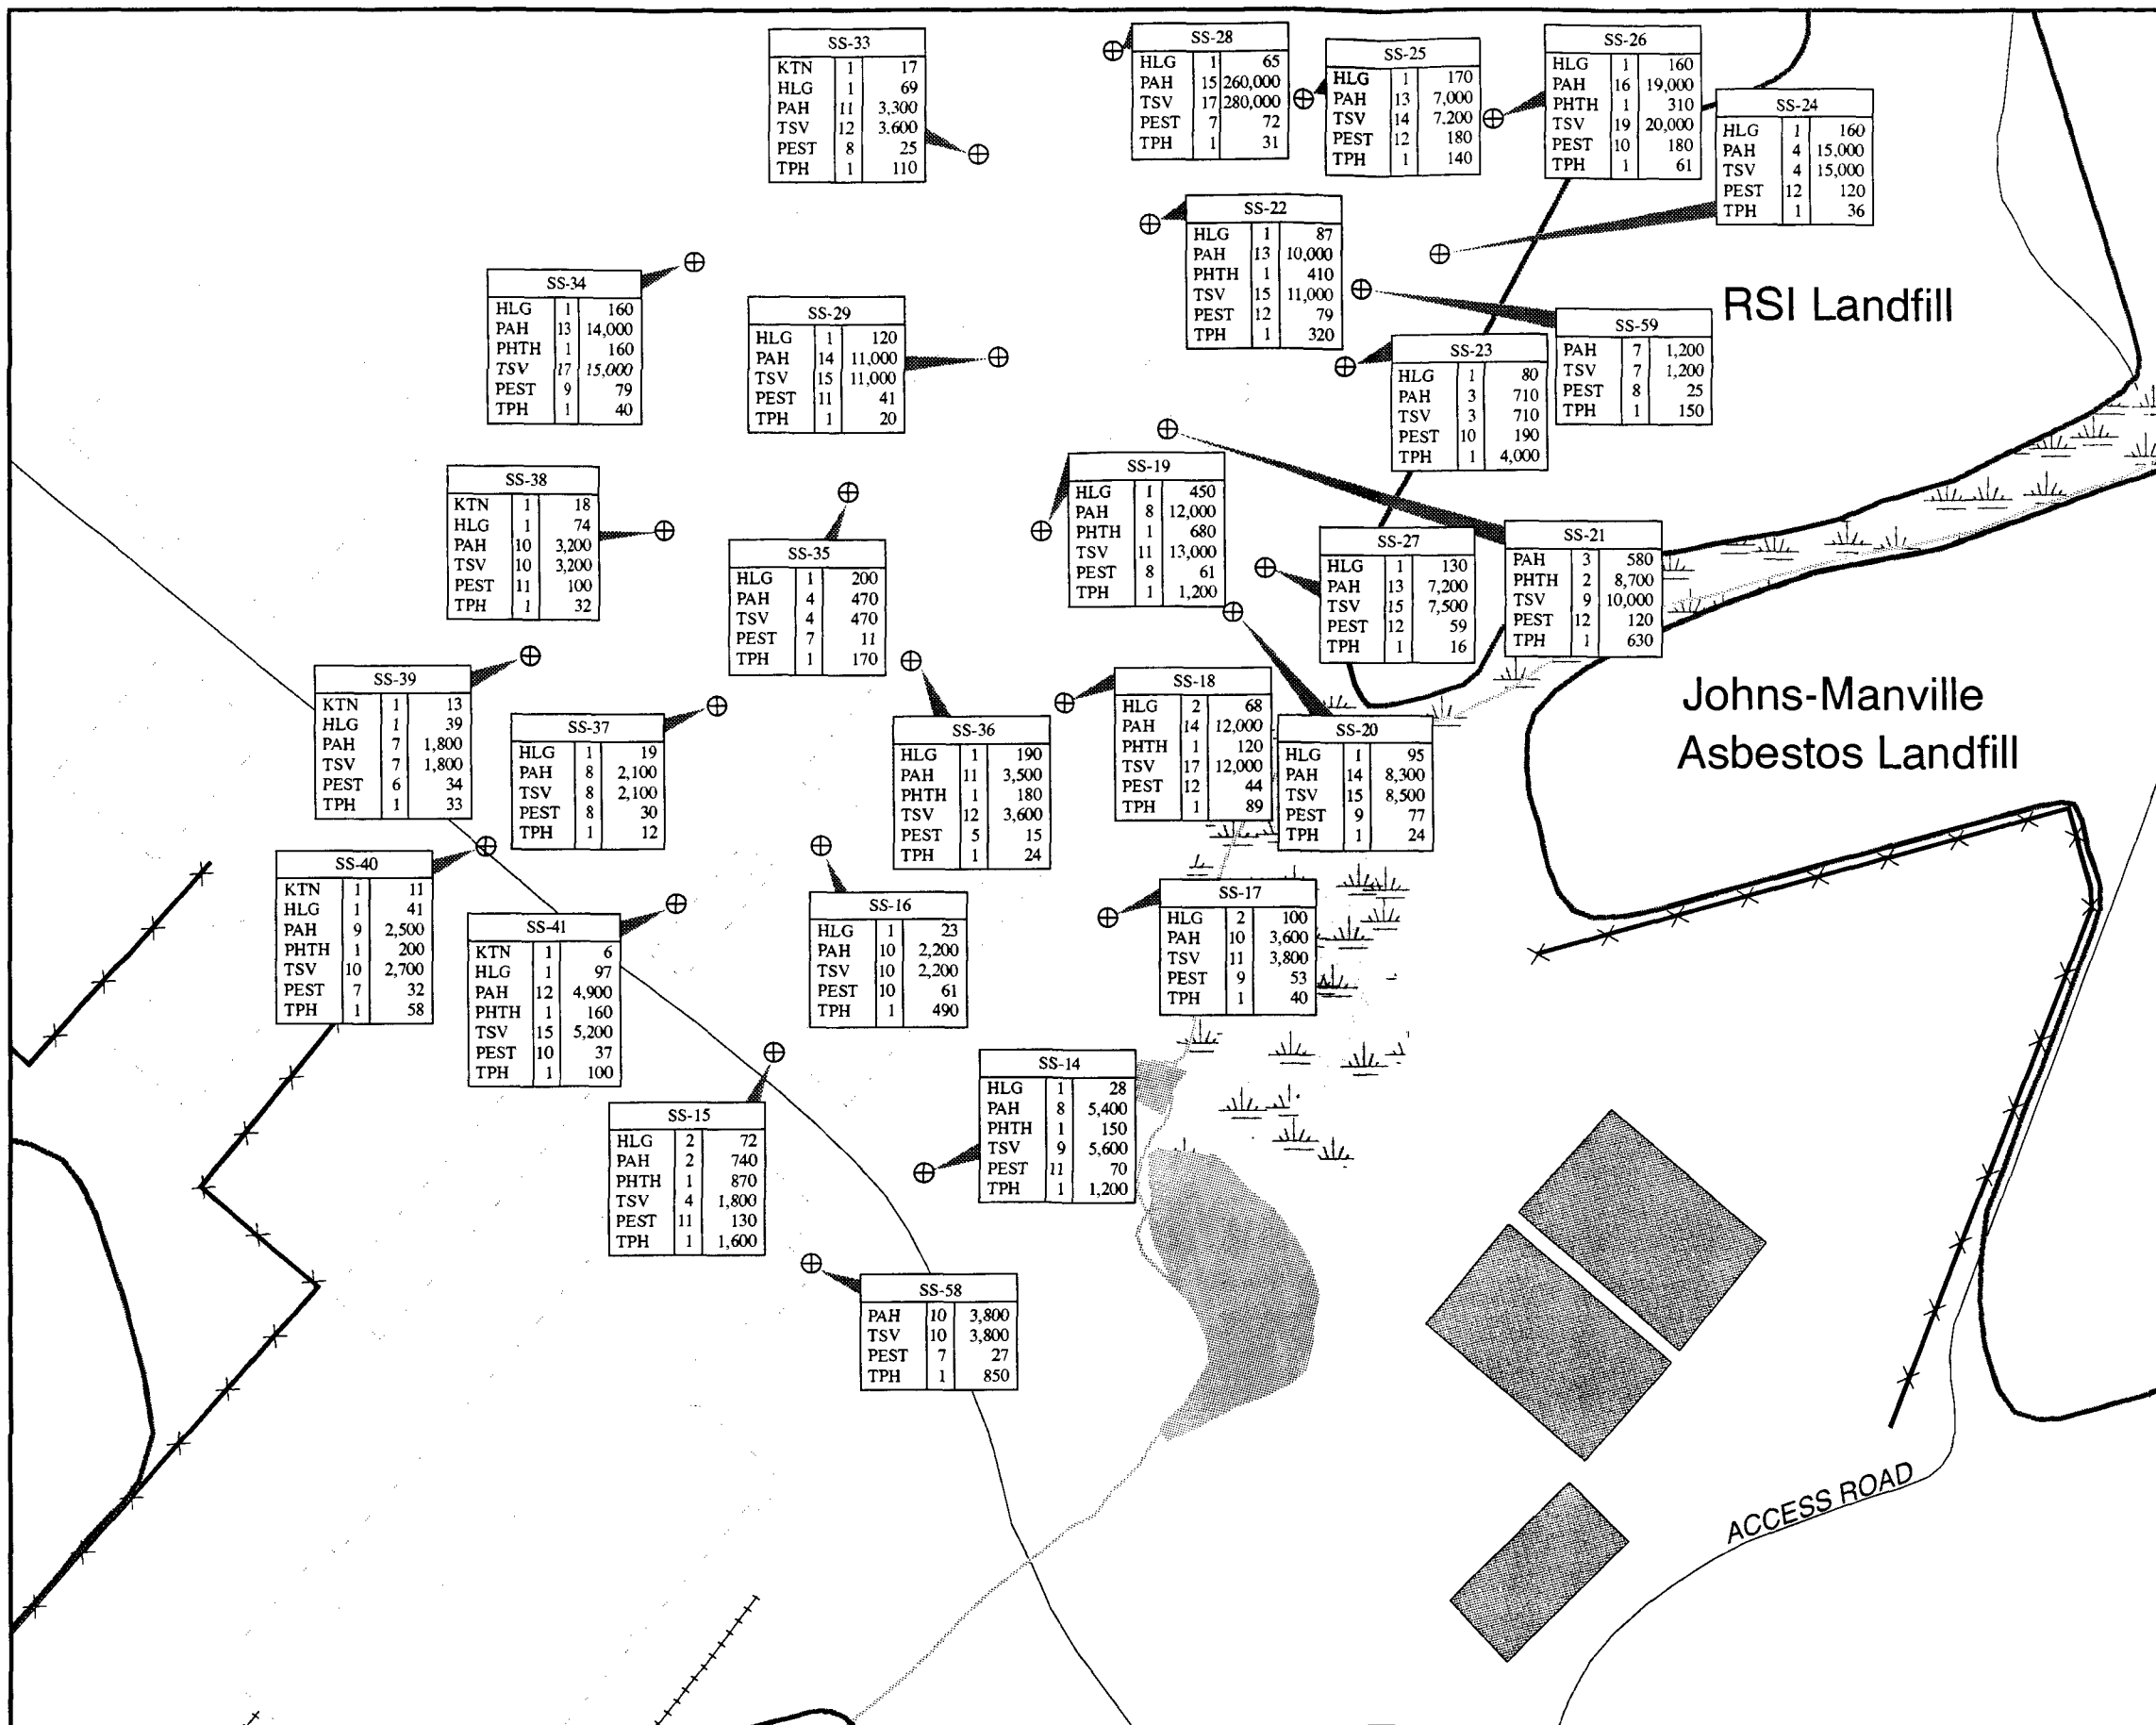 SS-33
KTN 1 17
HLG 1 69
PAH 11 3,300
TSV 12 3.600
PEST 8 25
TPH 1 110
SS-28
HLG 1 65
PAH 15 260,000
TSV 17 280,000
PEST 7 72
TPH 1 31
SS-25
HLG 1 170
PAH 13 7,000
TSV 14 7,200
PEST 12 180
TPH 1 140
SS-26
HLG 1 160
PAH 16 19,000
PHTH 1 310
TSV 19 20,000
PEST 10 180
TPH 1 61
SS-24
HLG 1 160
PAH 4 15,000
TSV 4 15,000
PEST 12 120
TPH 1 36
SS-22
HLG 1 87
PAH 13 10,000
PHTH 1 410
TSV 15 11,000
PEST 12 79
TPH 1 320
SS-34
HLG 1 160
PAH 13 14,000
PHTH 1 160
TSV 17 15,000
PEST 9 79
TPH 1 40
SS-29
HLG 1 120
PAH 14 11,000
TSV 15 11,000
PEST 11 41
TPH 1 20
RSI Landfill
SS-59
PAH 7 1,200
TSV 7 1,200
PEST 8 25
TPH 1 150
SS-23
HLG 1 80
PAH 3 710
TSV 3 710
PEST 10 190
TPH 1 4,000
SS-19
HLG 1 450
PAH 8 12,000
PHTH 1 680
TSV 11 13,000
PEST 8 61
TPH 1 1,200
SS-38
KTN 1 18
HLG 1 74
PAH 10 3,200
TSV 10 3,200
PEST 11 100
TPH 1 32
SS-35
HLG 1 200
PAH 4 470
TSV 4 470
PEST 7 11
TPH 1 170
SS-27
HLG 1 130
PAH 13 7,200
TSV 15 7,500
PEST 12 59
TPH 1 16
SS-21
PAH 3 580
PHTH 2 8,700
TSV 9 10,000
PEST 12 120
TPH 1 630
SS-39
KTN 1 13
HLG 1 39
PAH 7 1,800
TSV 7 1,800
PEST 6 34
TPH 1 33
SS-37
HLG 1 19
PAH 8 2,100
TSV 8 2,100
PEST 8 30
TPH 1 12
SS-36
HLG 1 190
PAH 11 3,500
PHTH 1 180
TSV 12 3,600
PEST 5 15
TPH 1 24
SS-18
HLG 2 68
PAH 14 12,000
PHTH 1 120
TSV 17 12,000
PEST 12 44
TPH 1 89
SS-20
HLG 1 95
PAH 14 8,300
TSV 15 8,500
PEST 9 77
TPH 1 24
Johns-Manville
Asbestos Landfill
SS-40
KTN 1 11
HLG 1 41
PAH 9 2,500
PHTH 1 200
TSV 10 2,700
PEST 7 32
TPH 1 58
SS-41
KTN 1 6
HLG 1 97
PAH 12 4,900
PHTH 1 160
TSV 15 5,200
PEST 10 37
TPH 1 100
SS-16
HLG 1 23
PAH 10 2,200
TSV 10 2,200
PEST 10 61
TPH 1 490
SS-17
HLG 2 100
PAH 10 3,600
TSV 11 3,800
PEST 9 53
TPH 1 40
SS-14
HLG 1 28
PAH 8 5,400
PHTH 1 150
TSV 9 5,600
PEST 11 70
TPH 1 1,200
SS-15
HLG 2 72
PAH 2 740
PHTH 1 870
TSV 4 1,800
PEST 11 130
TPH 1 1,600
SS-58
PAH 10 3,800
TSV 10 3,800
PEST 7 27
TPH 1 850
ACCESS ROAD